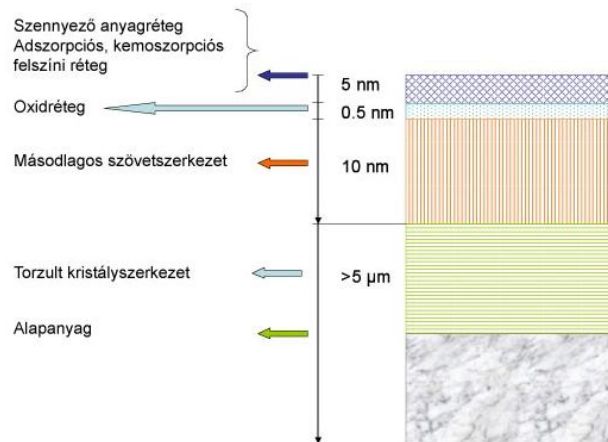 Szennyező anyagréteg
Adszorpciós, kemoszorpciós
felszíni réteg
5 nm
Oxidréteg
0.5 nm
Másodlagos szövetszerkezet
10 nm
Torzult kristályszerkezet
>5 µm
Alapanyag